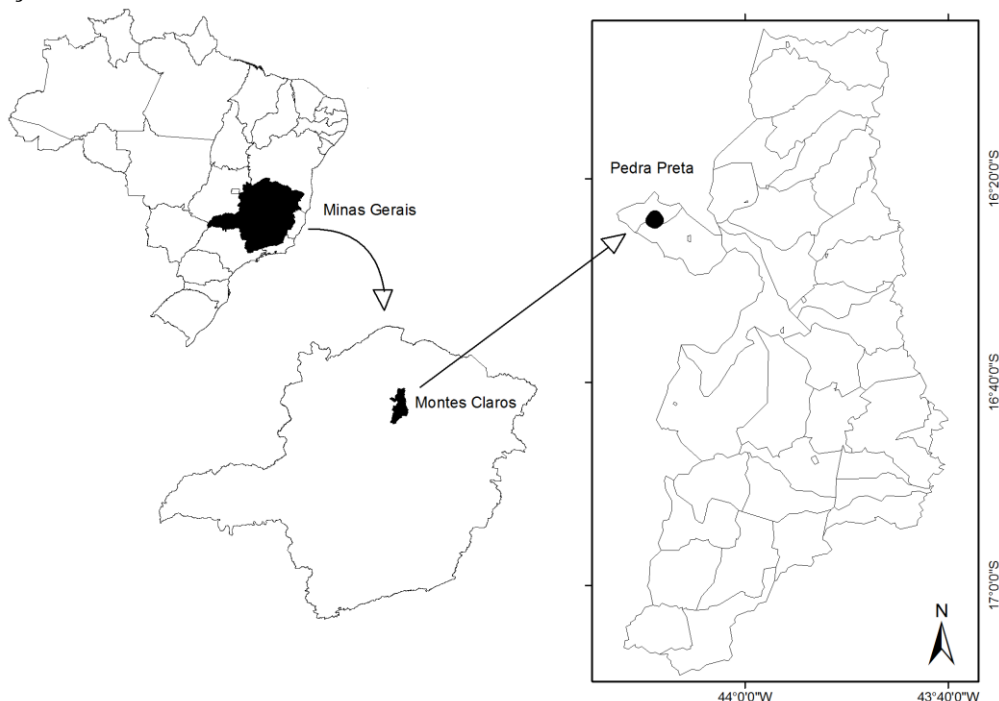 Minas Gerais
Montes Claros
Pedra Preta
16°20'0"S
16°40'0"S
17°0'0"S
N
44°0'0"W
43°40'0"W